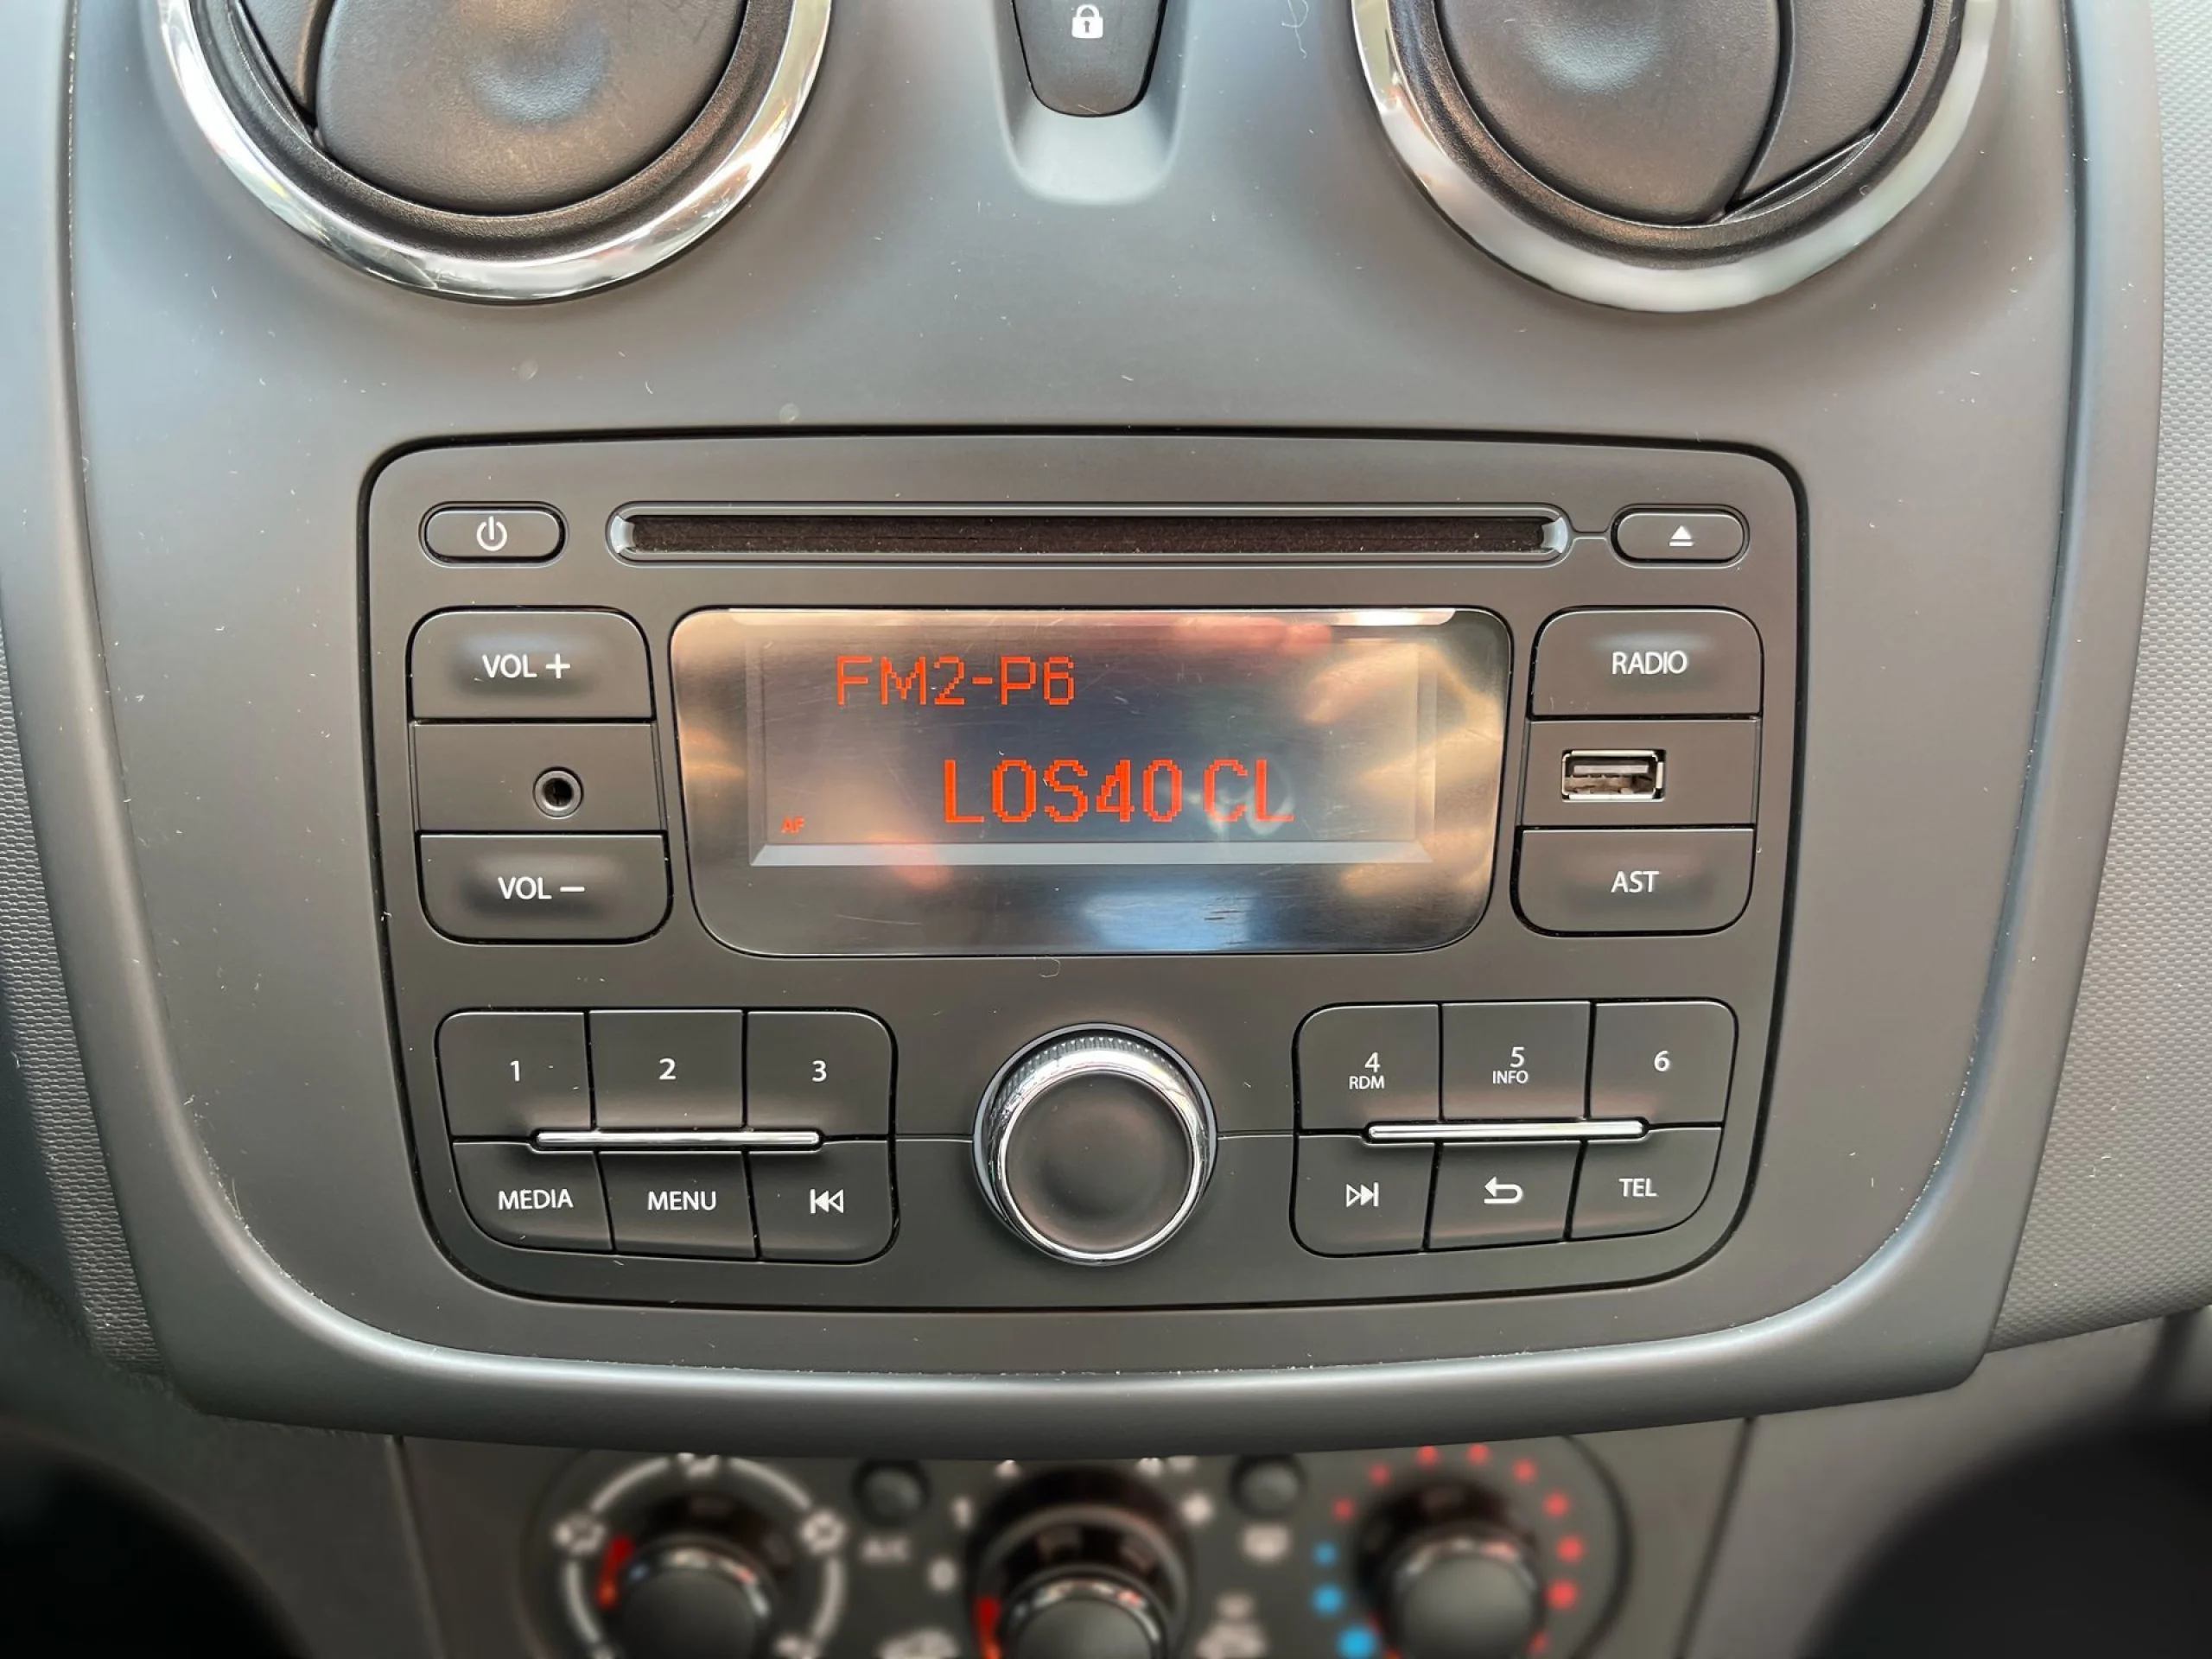 FM2-P6
LOS40 CL
AF
VOL +
VOL −
RADIO
AST
1
2
3
4
RDM
5
INFO
6
MEDIA
MENU
TEL
A/C